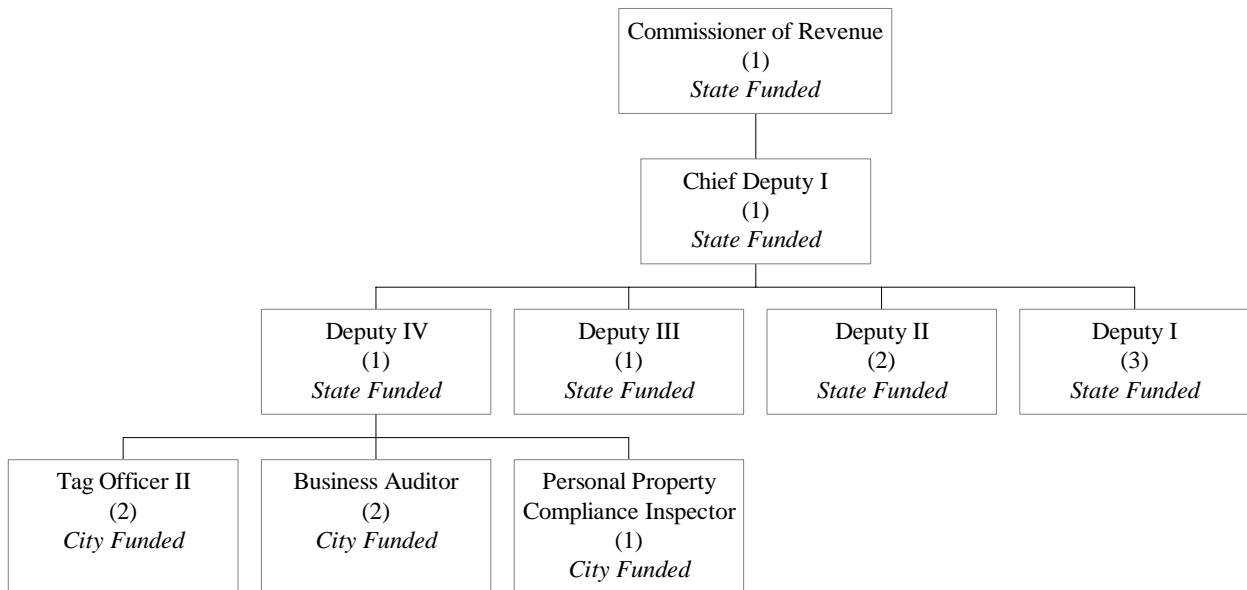 Commissioner of Revenue
(1)
State Funded
Chief Deputy I
(1)
State Funded
Deputy IV
(1)
State Funded
Deputy III
(1)
State Funded
Deputy II
(2)
State Funded
Deputy I
(3)
State Funded
Tag Officer II
(2)
City Funded
Business Auditor
(2)
City Funded
Personal Property
Compliance Inspector
(1)
City Funded